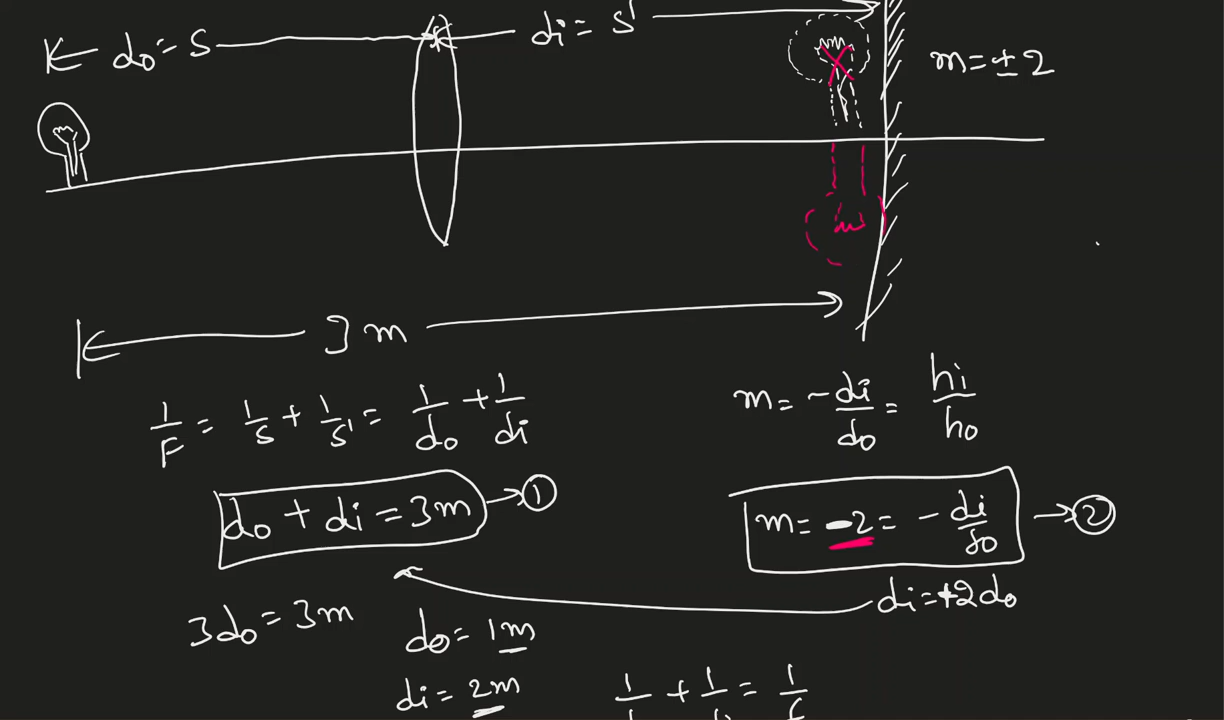 do = s
di = s'
m = ±2
3 m
1/F = 1/s + 1/s' = 1/do + 1/di
m = -di/do = hi/ho
do + di = 3m → ①
m = -2 = -di/do → ②
di = +2do
3do = 3m
do = 1m
di = 2m